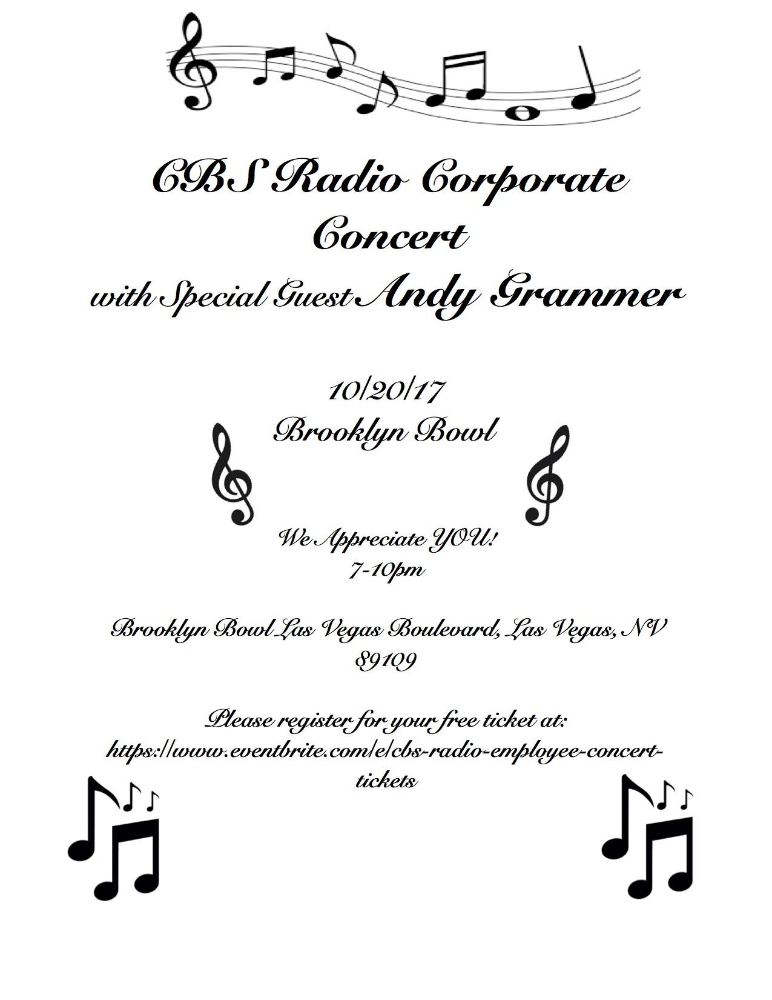 CBS Radio Corporate
Concert
with Special Guest Andy Grammer
10/20/17
Brooklyn Bowl
We Appreciate YOU!
7-10pm
Brooklyn Bowl Las Vegas Boulevard, Las Vegas, NV
89109
Please register for your free ticket at:
https://www.eventbrite.com/e/cbs-radio-employee-concert-
tickets